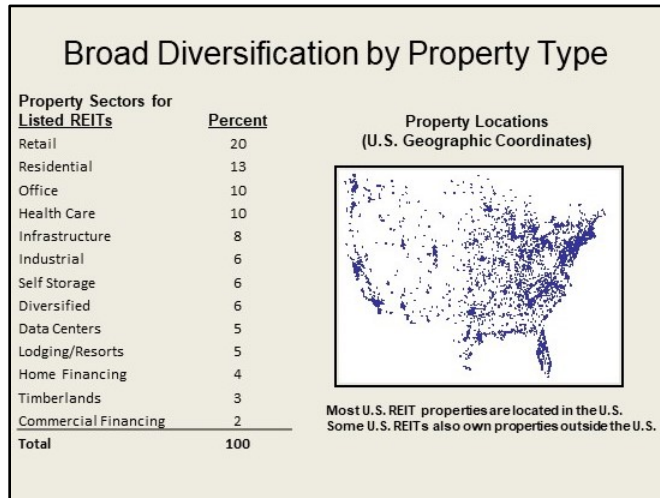 Broad Diversification by Property Type
Property Sectors for
Listed REITs Percent
Retail 20
Residential 13
Office 10
Health Care 10
Infrastructure 8
Industrial 6
Self Storage 6
Diversified 6
Data Centers 5
Lodging/Resorts 5
Home Financing 4
Timberlands 3
Commercial Financing 2
Total 100
Property Locations
(U.S. Geographic Coordinates)
Most U.S. REIT properties are located in the U.S.
Some U.S. REITs also own properties outside the U.S.